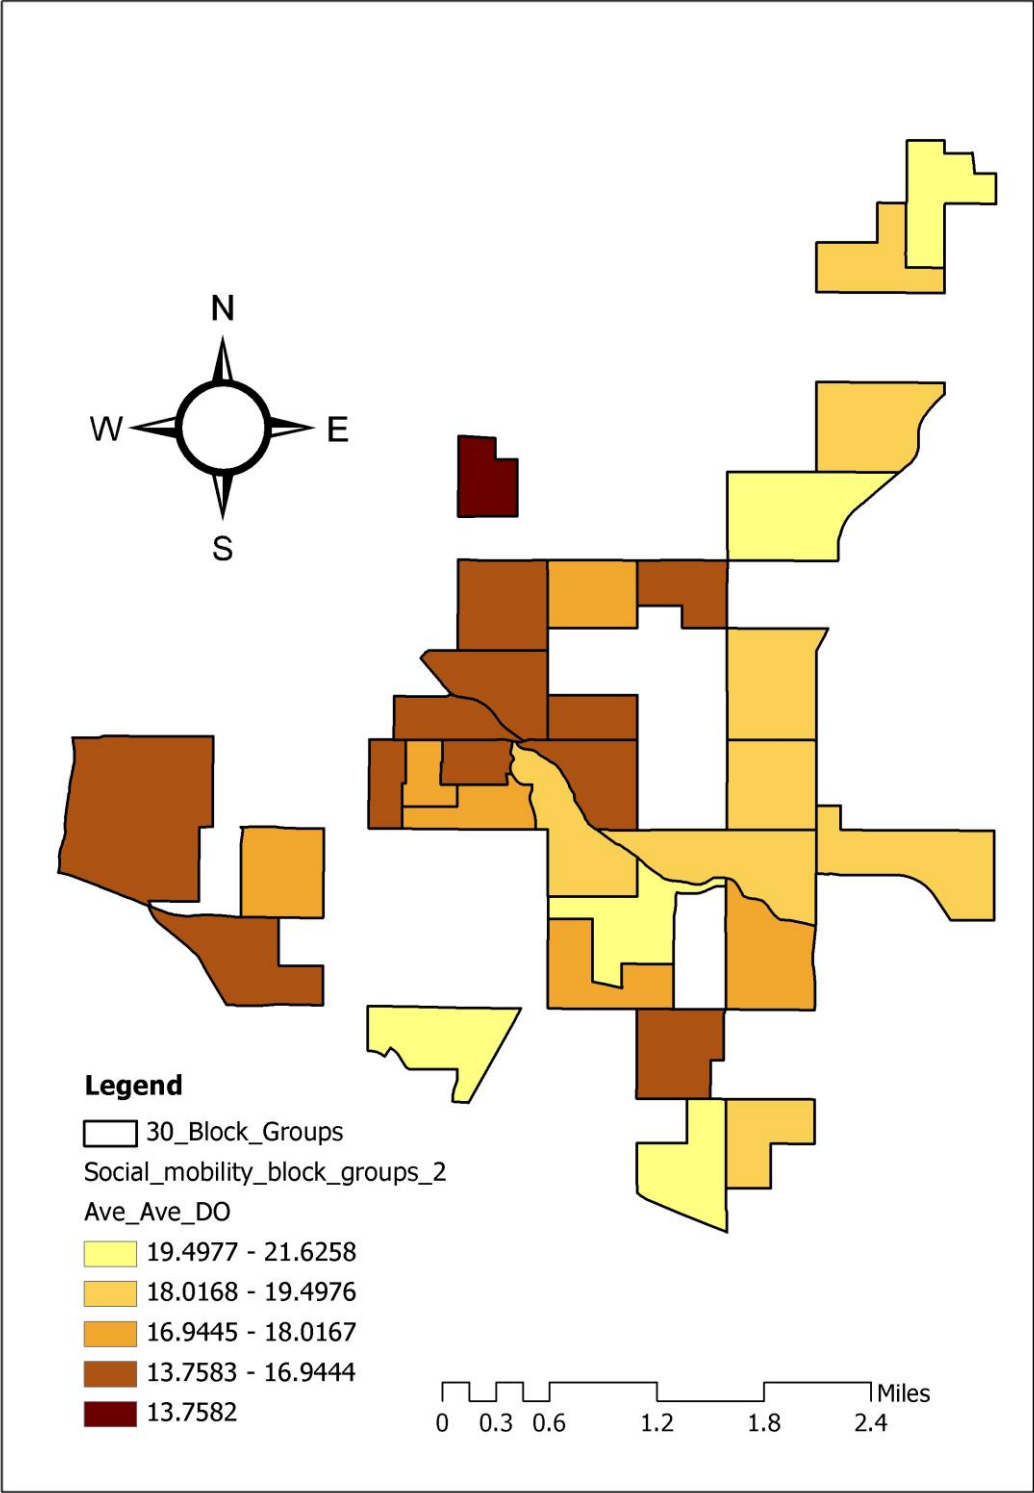 N
W E
S
Legend
30_Block_Groups
Social_mobility_block_groups_2
Ave_Ave_DO
19.4977 - 21.6258
18.0168 - 19.4976
16.9445 - 18.0167
13.7583 - 16.9444
13.7582
Miles
0 0.3 0.6 1.2 1.8 2.4